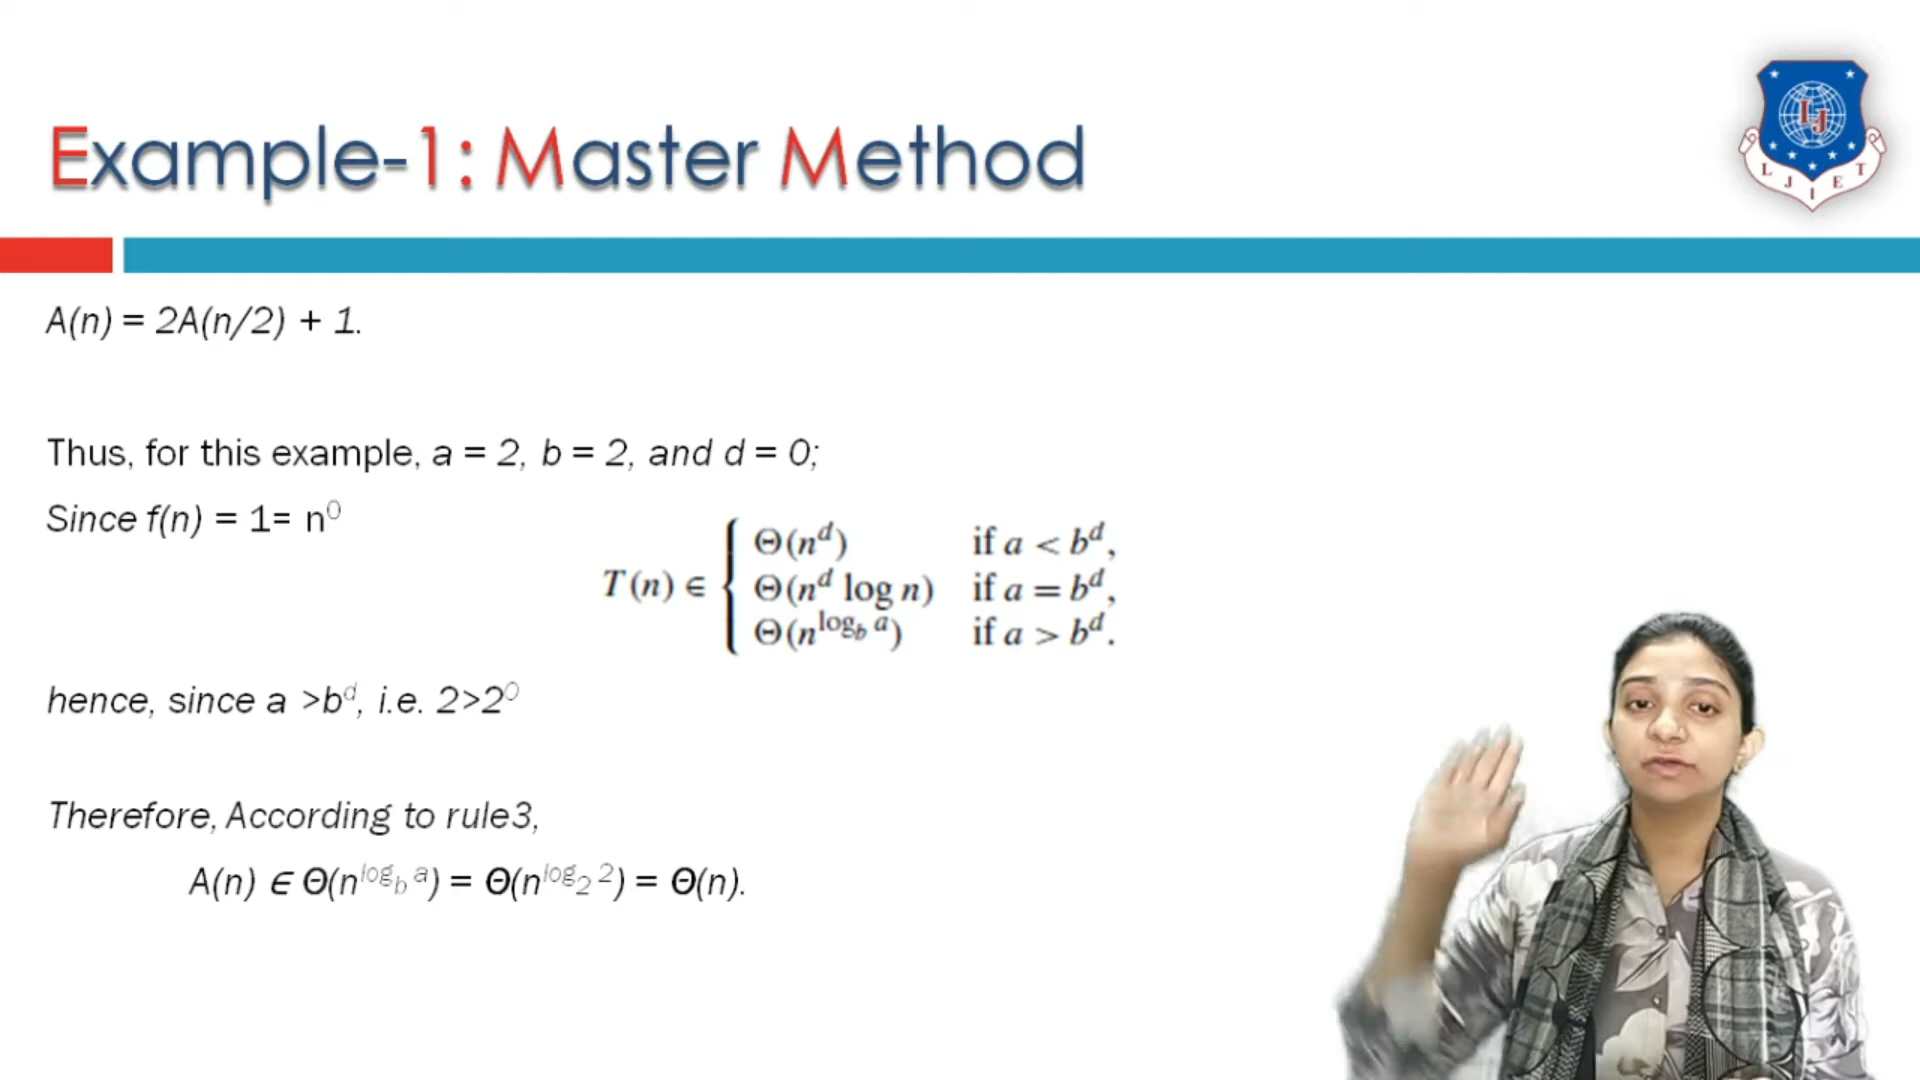 Example-1: Master Method
LJ
L J I E T
A(n) = 2A(n/2) + 1.
Thus, for this example, a = 2, b = 2, and d = 0;
Since f(n) = 1= n⁰
T(n) ∈ { Θ(n^d) if a < b^d,
Θ(n^d log n) if a = b^d,
Θ(n^(log_b a)) if a > b^d.
hence, since a >b^d, i.e. 2>2⁰
Therefore, According to rule3,
A(n) ∈ Θ(n^(log_b a)) = Θ(n^(log_2 2)) = Θ(n).